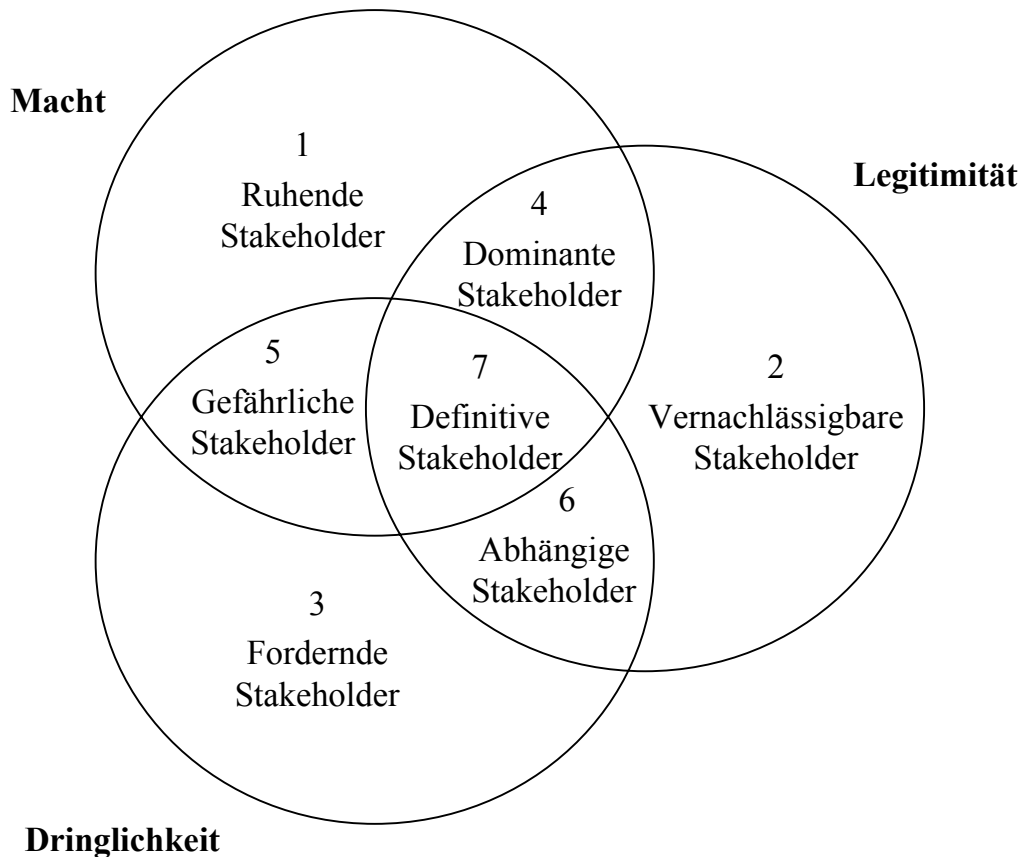 Macht
1
Ruhende
Stakeholder
Legitimität
4
Dominante
Stakeholder
5
Gefährliche
Stakeholder
7
Definitive
Stakeholder
2
Vernachlässigbare
Stakeholder
6
Abhängige
Stakeholder
3
Fordernde
Stakeholder
Dringlichkeit